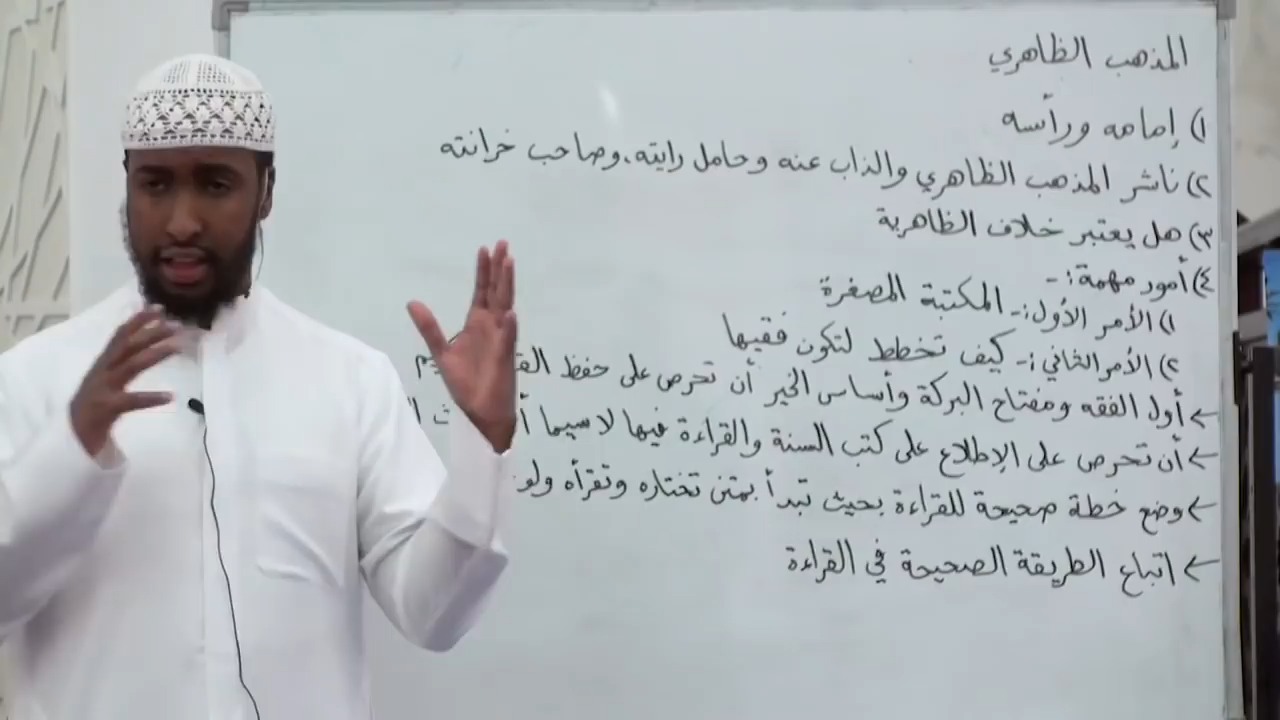 المذهب الظاهري
١) إمامه ورأسه
٢) ناشر المذهب الظاهري والذاب عنه وحامل رايته، وصاحب خزانته
٣) هل يعتبر خلاف الظاهرية
٤) أمور مهمة :-
١) الأمر الأول :- المكتبة المصغرة
٢) الأمر الثاني :- كيف تخطط لتكون فقيها
← أول الفقه ومفتاح البركة وأساس الخير أن تحرص على حفظ
← أن تحرص على الإطلاع على كتب السنة والقراءة فيها لا سيما
← وضع خطة صحيحة للقراءة بحيث تبدأ بمتن تختاره وتقرأه ولو
← اتباع الطريقة الصحيحة في القراءة